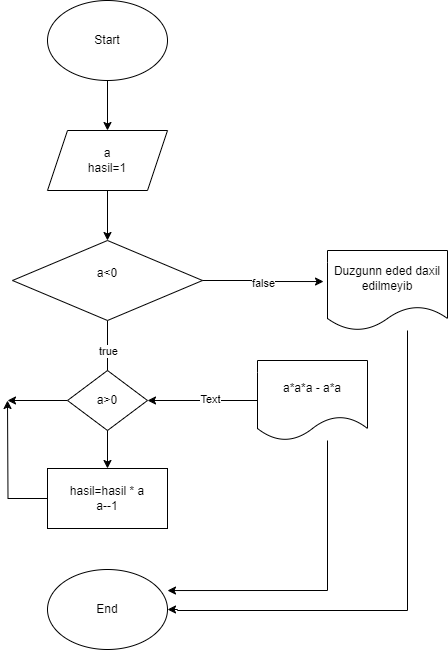 Start
a
hasil=1
a<0
false
Duzgunn eded daxil
edilmeyib
true
a>0
Text
a*a*a - a*a
hasil=hasil * a
a--1
End